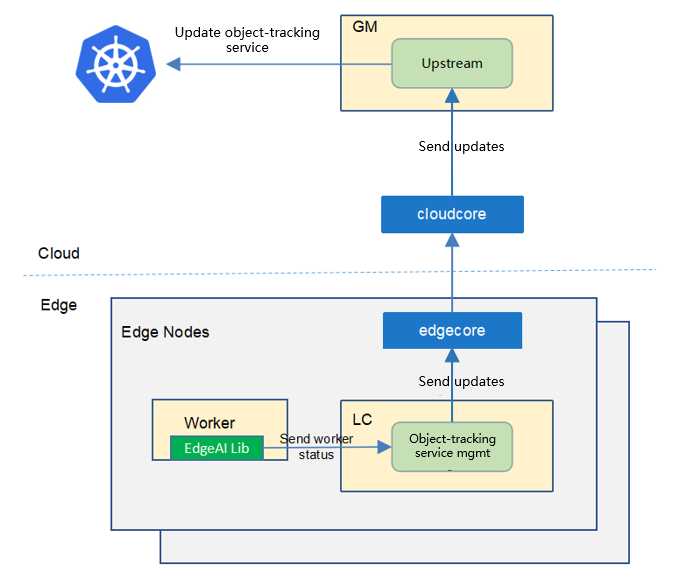 GM
Update object-tracking
service
Upstream
Send updates
cloudcore
Cloud
Edge
Edge Nodes
edgecore
Send updates
Worker
LC
EdgeAI Lib
Send worker
status
Object-tracking
service mgmt